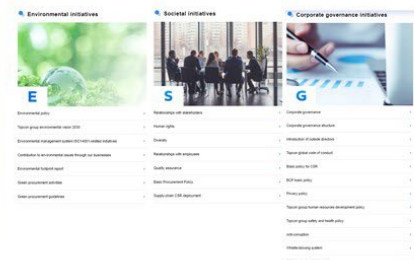 Environmental initiatives
E
Environmental policy
Topcon group environmental vision 2050
Environmental management system ISO14001-related initiatives
Contribution to environmental issues through our businesses
Environmental footprint report
Green procurement activities
Green procurement guidelines
Societal initiatives
S
Relationships with stakeholders
Human rights
Diversity
Relationships with employees
Quality assurance
Basic Procurement Policy
Supply chain CSR deployment
Corporate governance initiatives
G
Corporate governance
Corporate governance structure
Introduction of outside directors
Topcon global code of conduct
Basic policy for CSR
BCP basic policy
Privacy policy
Topcon group human resources development policy
Topcon group safety and health policy
Anti-corruption
Whistle-blowing system